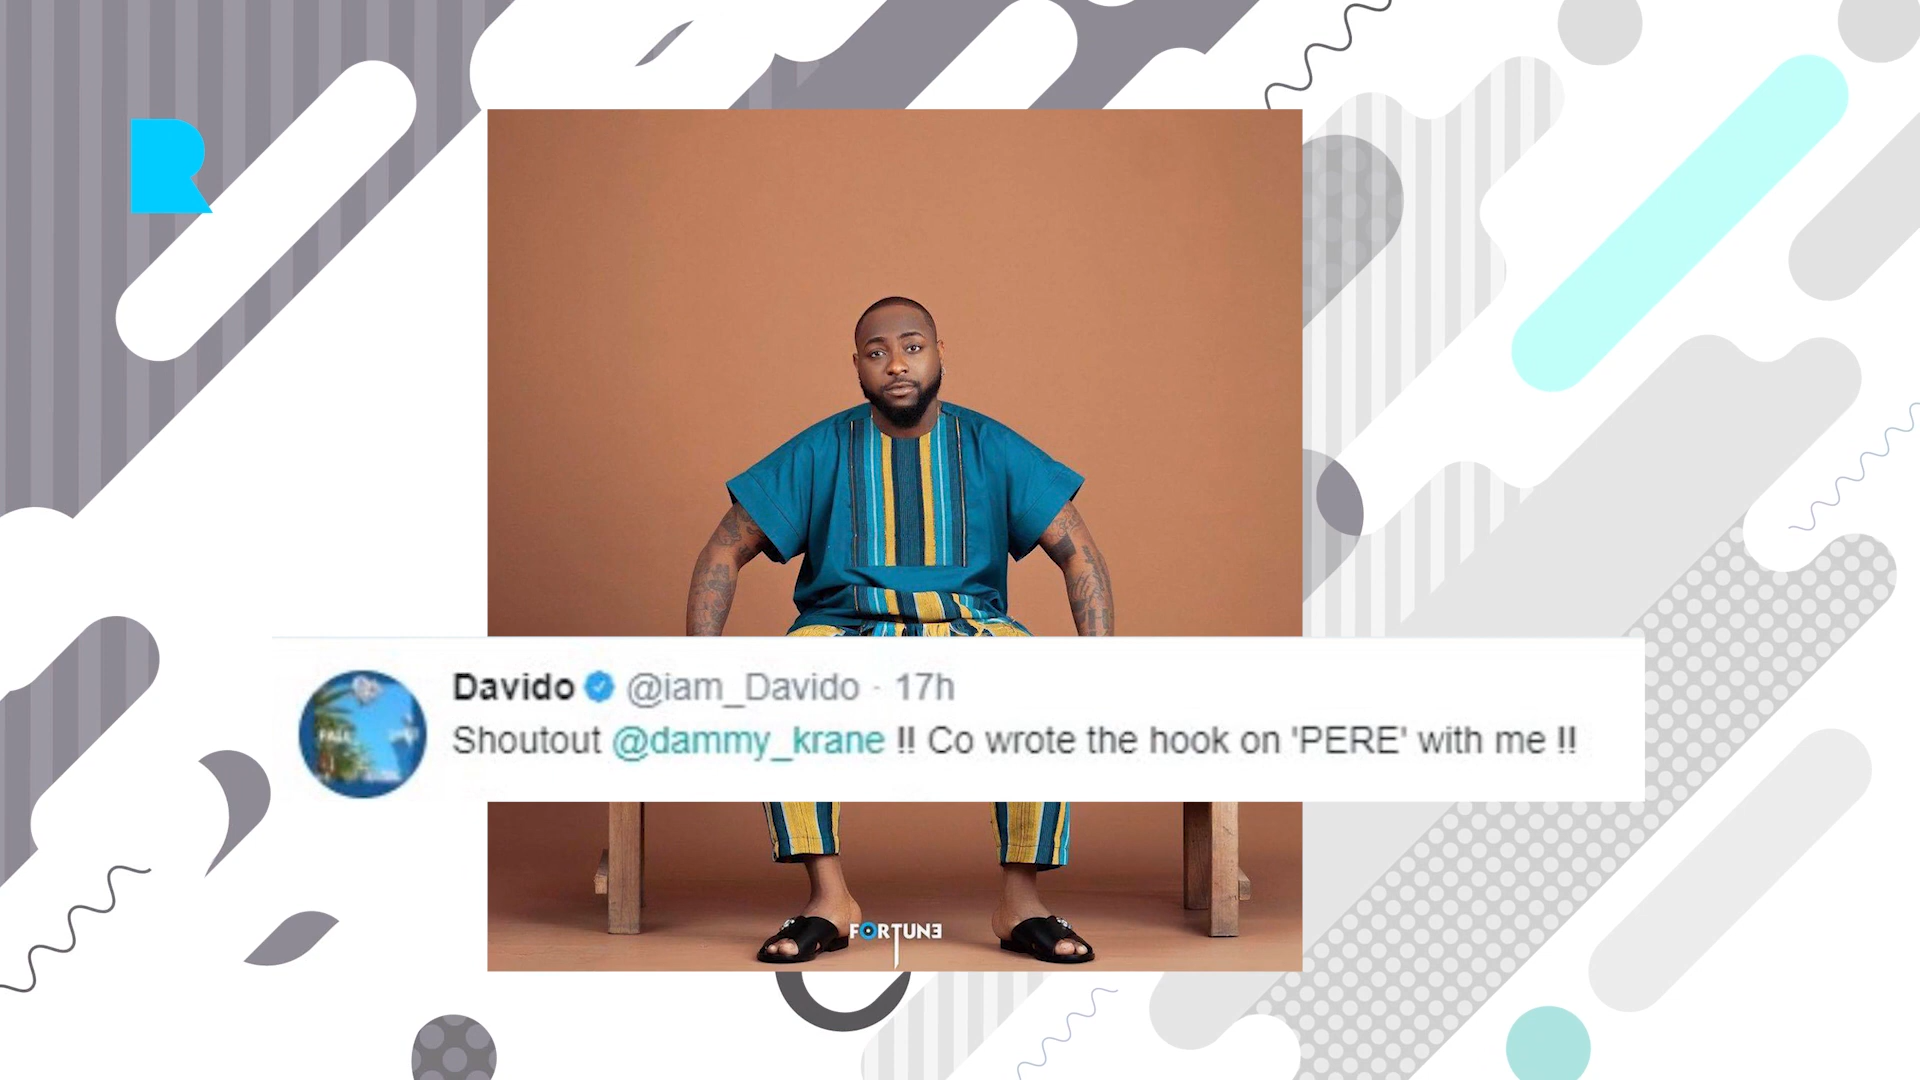 R
Davido @iam_Davido · 17h
Shoutout @dammy_krane !! Co wrote the hook on 'PERE' with me !!
FORTUNE